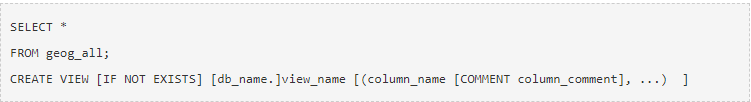 SELECT *
FROM geog_all;
CREATE VIEW [IF NOT EXISTS] [db_name.]view_name [(column_name [COMMENT column_comment], ...)  ]